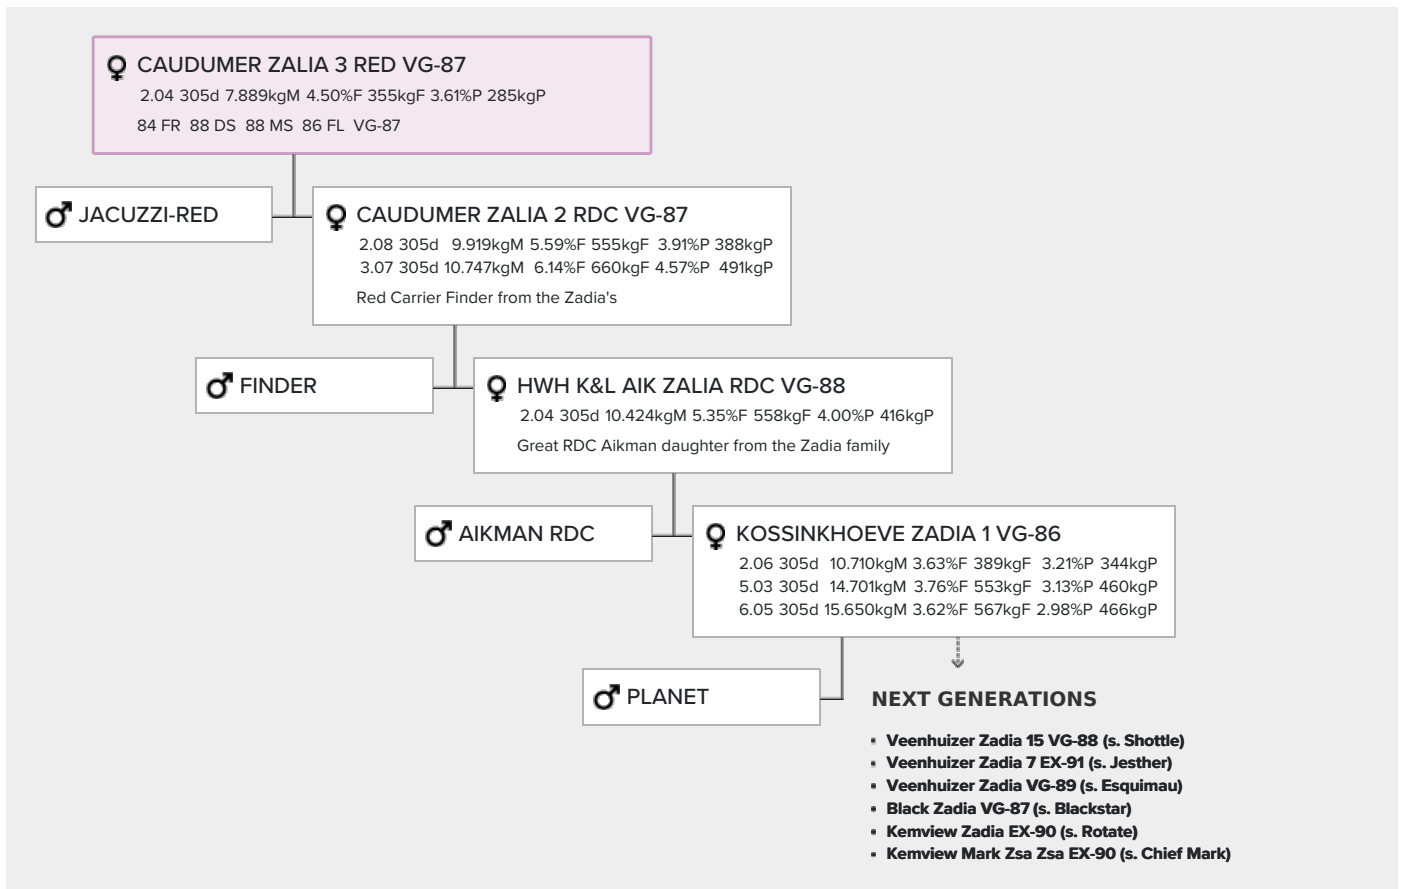 CAUDUMER ZALIA 3 RED VG-87
2.04 305d 7.889kgM 4.50%F 355kgF 3.61%P 285kgP
84 FR 88 DS 88 MS 86 FL VG-87
JACUZZI-RED
CAUDUMER ZALIA 2 RDC VG-87
2.08 305d 9.919kgM 5.59%F 555kgF 3.91%P 388kgP
3.07 305d 10.747kgM 6.14%F 660kgF 4.57%P 491kgP
Red Carrier Finder from the Zadia's
FINDER
HWH K&L AIK ZALIA RDC VG-88
2.04 305d 10.424kgM 5.35%F 558kgF 4.00%P 416kgP
Great RDC Aikman daughter from the Zadia family
AIKMAN RDC
KOSSINKHOEVE ZADIA 1 VG-86
2.06 305d 10.710kgM 3.63%F 389kgF 3.21%P 344kgP
5.03 305d 14.701kgM 3.76%F 553kgF 3.13%P 460kgP
6.05 305d 15.650kgM 3.62%F 567kgF 2.98%P 466kgP
PLANET
NEXT GENERATIONS
Veenhuizer Zadia 15 VG-88 (s. Shottle)
Veenhuizer Zadia 7 EX-91 (s. Jesther)
Veenhuizer Zadia VG-89 (s. Esquimau)
Black Zadia VG-87 (s. Blackstar)
Kemview Zadia EX-90 (s. Rotate)
Kemview Mark Zsa Zsa EX-90 (s. Chief Mark)